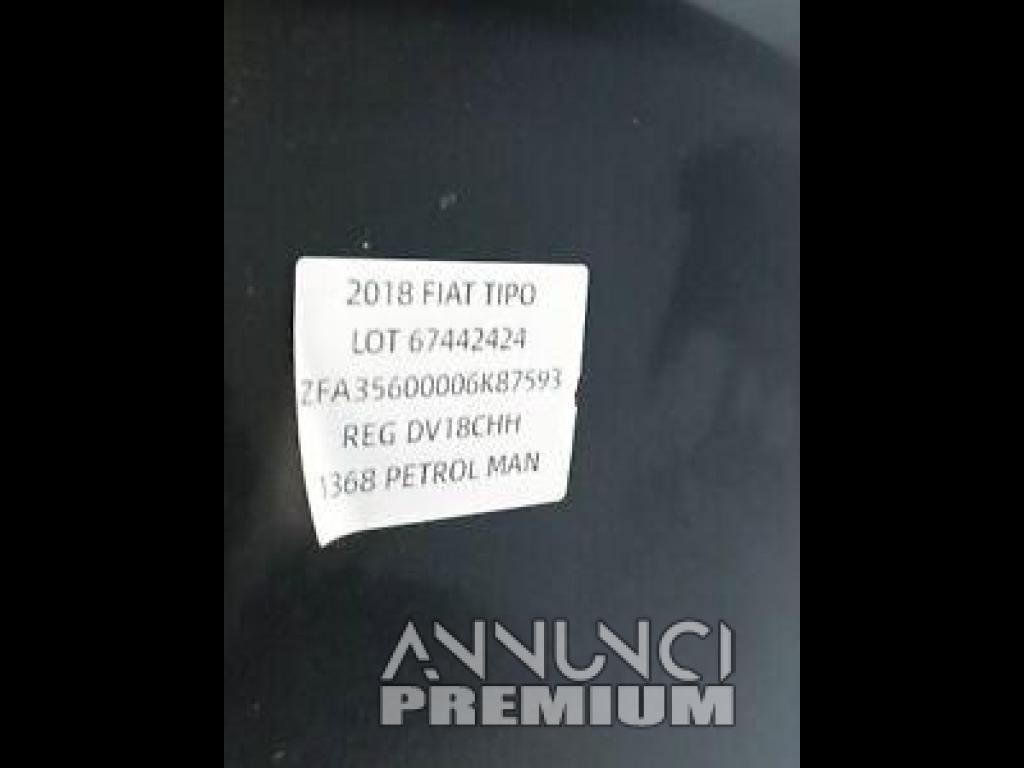 2018 FIAT TIPO
LOT 67442424
ZFA35600006K87593
REG DV18CHH
1368 PETROL MAN
ANNUNCI
PREMIUM